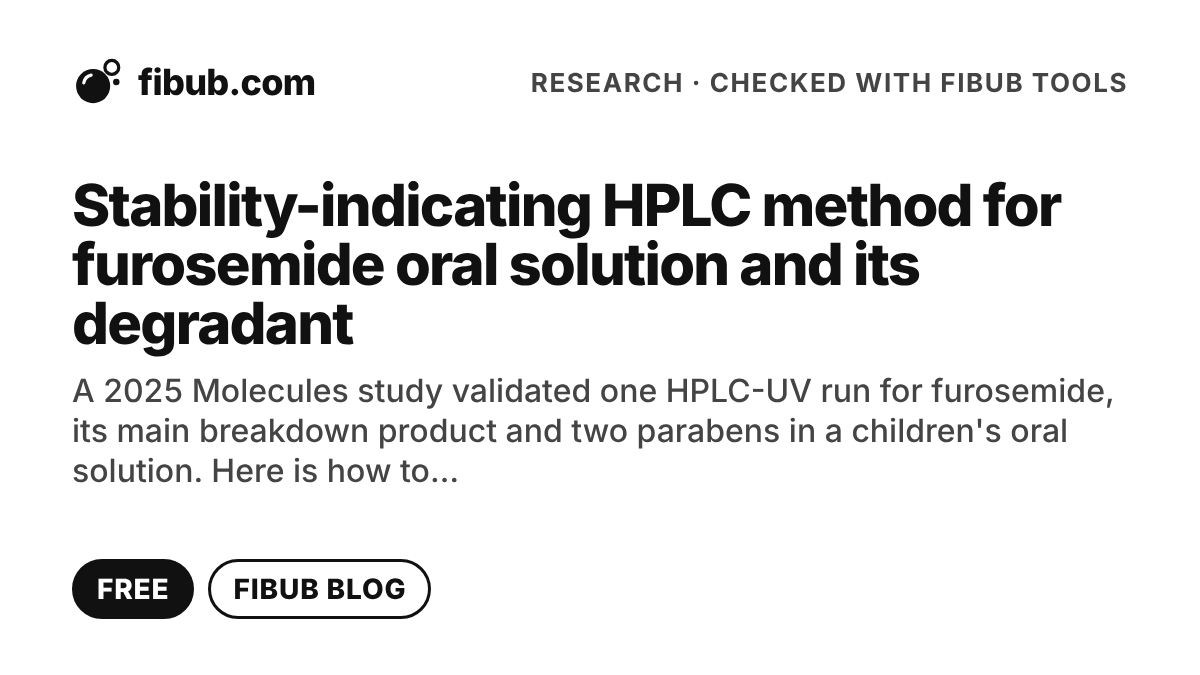 fibub.com
RESEARCH · CHECKED WITH FIBUB TOOLS
Stability-indicating HPLC method for
furosemide oral solution and its
degradant
A 2025 Molecules study validated one HPLC-UV run for furosemide,
its main breakdown product and two parabens in a children's oral
solution. Here is how to...
FREE
FIBUB BLOG